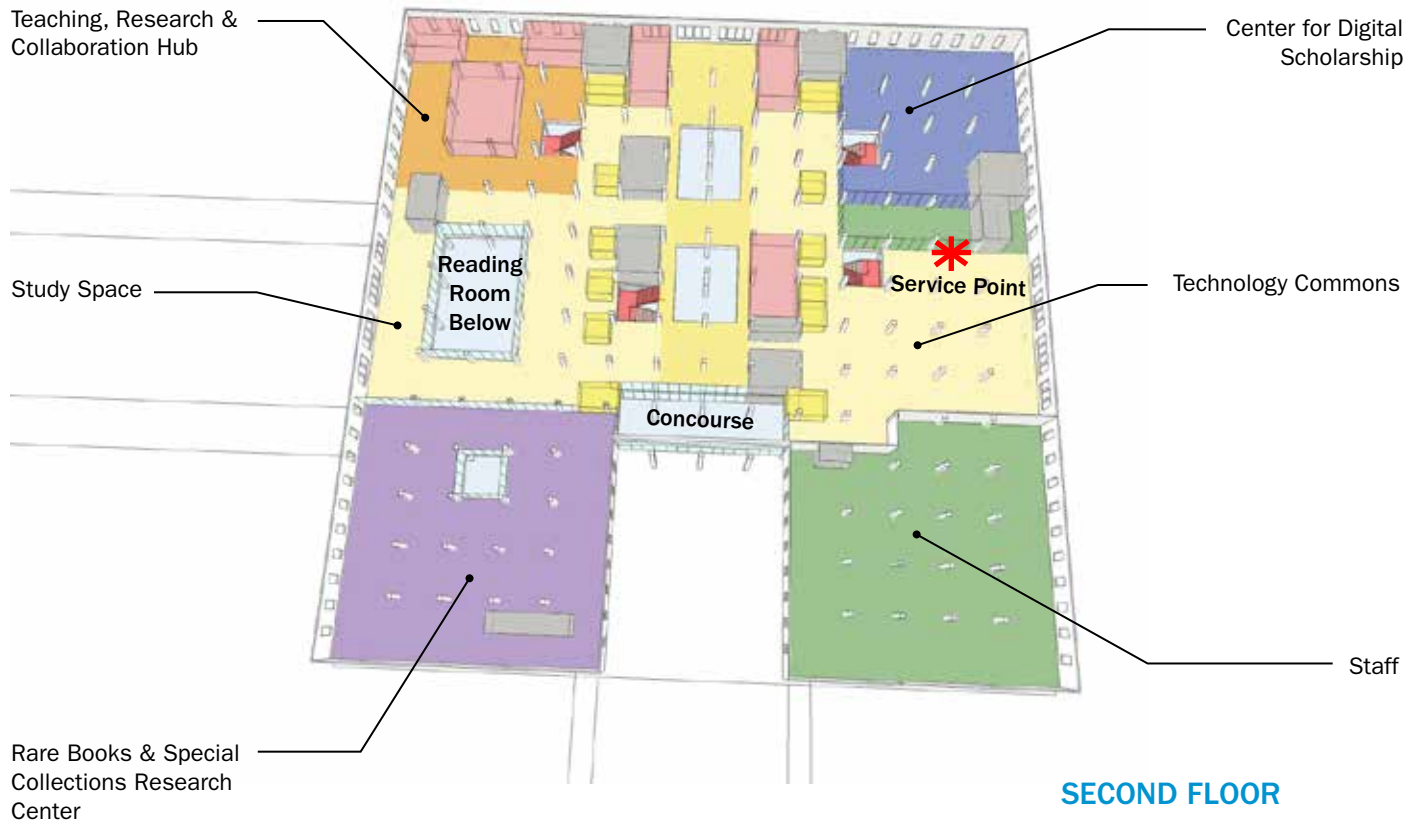 Teaching, Research &
Collaboration Hub
Center for Digital
Scholarship
Reading
Room
Below
Service Point
Study Space
Technology Commons
Concourse
Staff
Rare Books & Special
Collections Research
Center
SECOND FLOOR